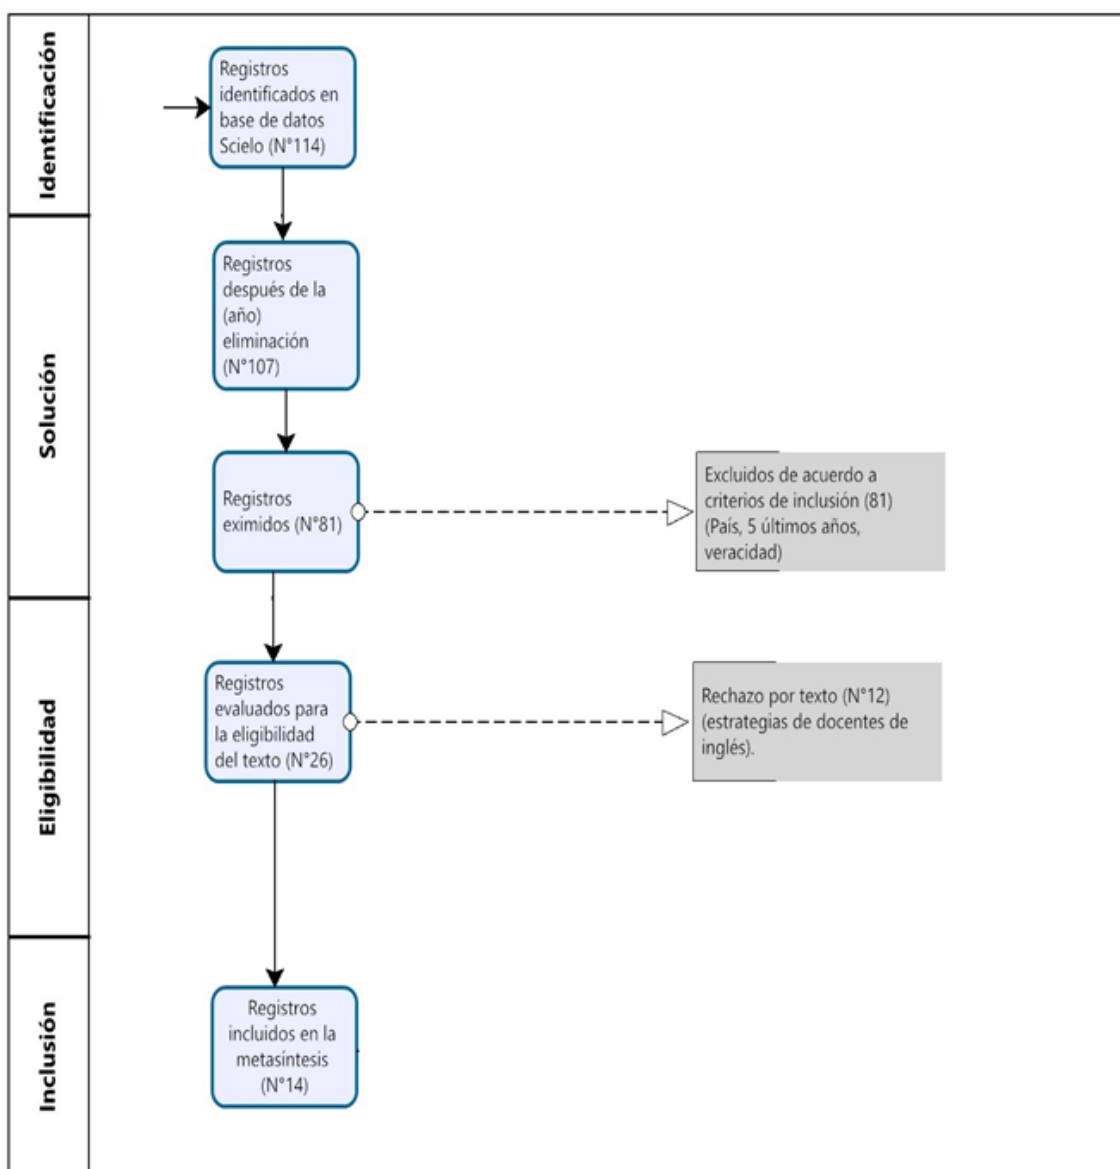 Identificación
Registros
identificados en
base de datos
Scielo (N°114)
Solución
Registros
después de la
(año)
eliminación
(N°107)
Registros
eximidos (N°81)
Excluidos de acuerdo a
criterios de inclusión (81)
(País, 5 últimos años,
veracidad)
Eligibilidad
Registros
evaluados para
la eligibilidad
del texto (N°26)
Rechazo por texto (N°12)
(estrategias de docentes de
inglés).
Inclusión
Registros
incluidos en la
metasíntesis
(N°14)